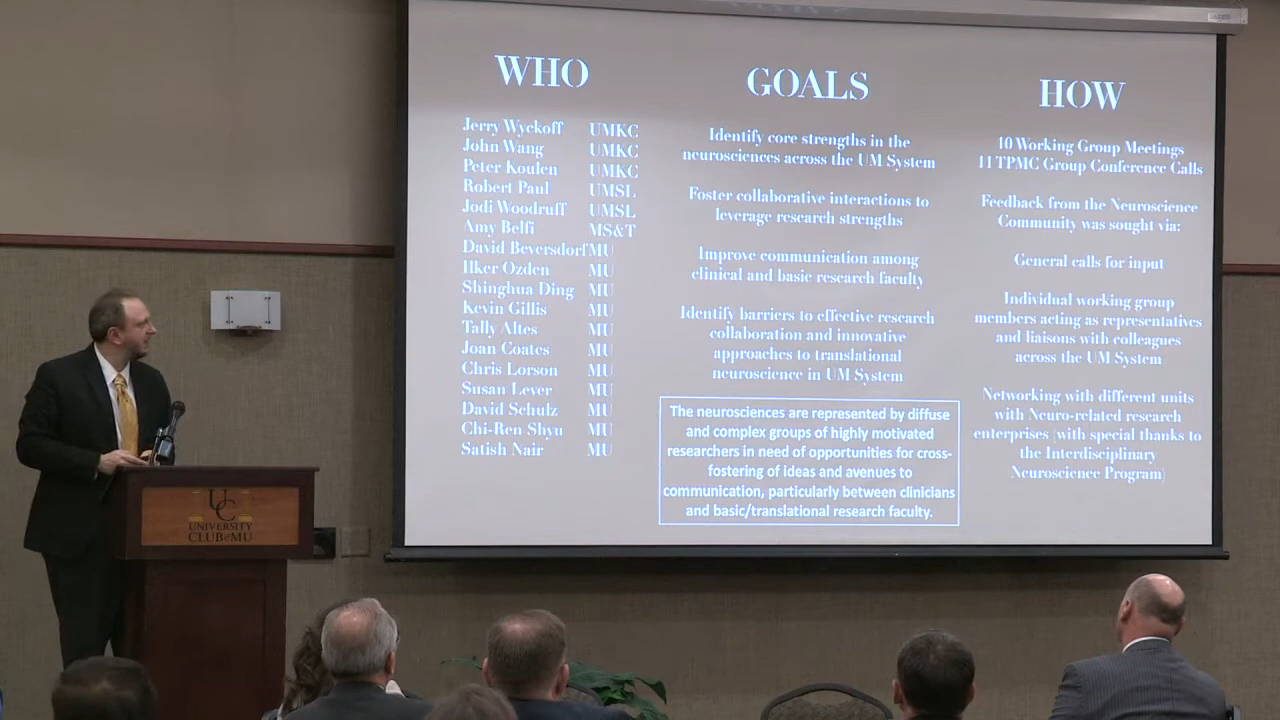 WHO
Jerry Wyckoff UMKC
John Wang UMKC
Peter Koulen UMKC
Robert Paul UMSL
Jodi Woodruff UMSL
Amy Belfi MS&T
David Beversdorf MU
Ilker Ozden MU
Shinghua Ding MU
Kevin Gillis MU
Tally Altes MU
Joan Coates MU
Chris Lorson MU
Susan Lever MU
David Schulz MU
Chi-Ren Shyu MU
Satish Nair MU
GOALS
Identify core strengths in the
neurosciences across the UM System
Foster collaborative interactions to
leverage research strengths
Improve communication among
clinical and basic research faculty
Identify barriers to effective research
collaboration and innovative
approaches to translational
neuroscience in UM System
The neurosciences are represented by diffuse
and complex groups of highly motivated
researchers in need of opportunities for cross-
fostering of ideas and avenues to
communication, particularly between clinicians
and basic/translational research faculty.
HOW
10 Working Group Meetings
11 TPMC Group Conference Calls
Feedback from the Neuroscience
Community was sought via:
General calls for input
Individual working group
members acting as representatives
and liaisons with colleagues
across the UM System
Networking with different units
with Neuro-related research
enterprises (with special thanks to
the Interdisciplinary
Neuroscience Program)
UC
UNIVERSITY
CLUB of MU